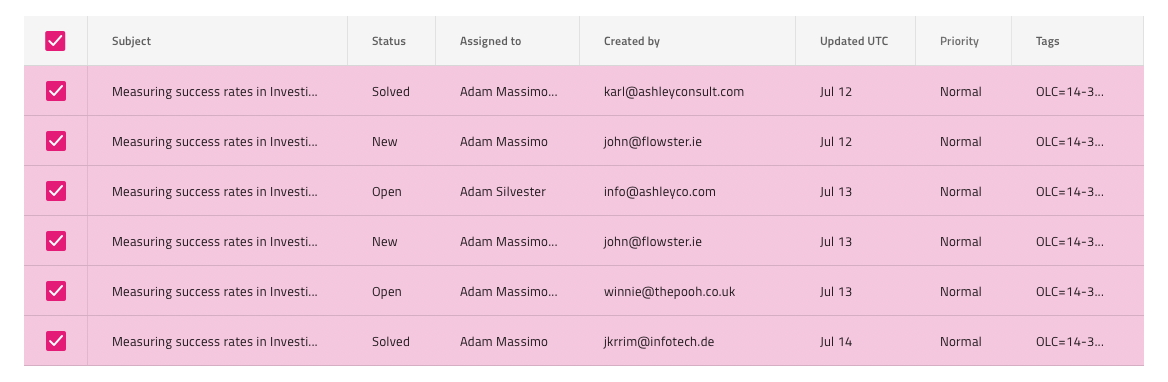 Subject Status Assigned to Created by Updated UTC Priority Tags
Measuring success rates in Investi... Solved Adam Massimo... karl@ashleyconsult.com Jul 12 Normal OLC=14-3...
Measuring success rates in Investi... New Adam Massimo john@flowster.ie Jul 12 Normal OLC=14-3...
Measuring success rates in Investi... Open Adam Silvester info@ashleyco.com Jul 13 Normal OLC=14-3...
Measuring success rates in Investi... New Adam Massimo... john@flowster.ie Jul 13 Normal OLC=14-3...
Measuring success rates in Investi... Open Adam Massimo... winnie@thepooh.co.uk Jul 13 Normal OLC=14-3...
Measuring success rates in Investi... Solved Adam Massimo jkrrim@infotech.de Jul 14 Normal OLC=14-3...